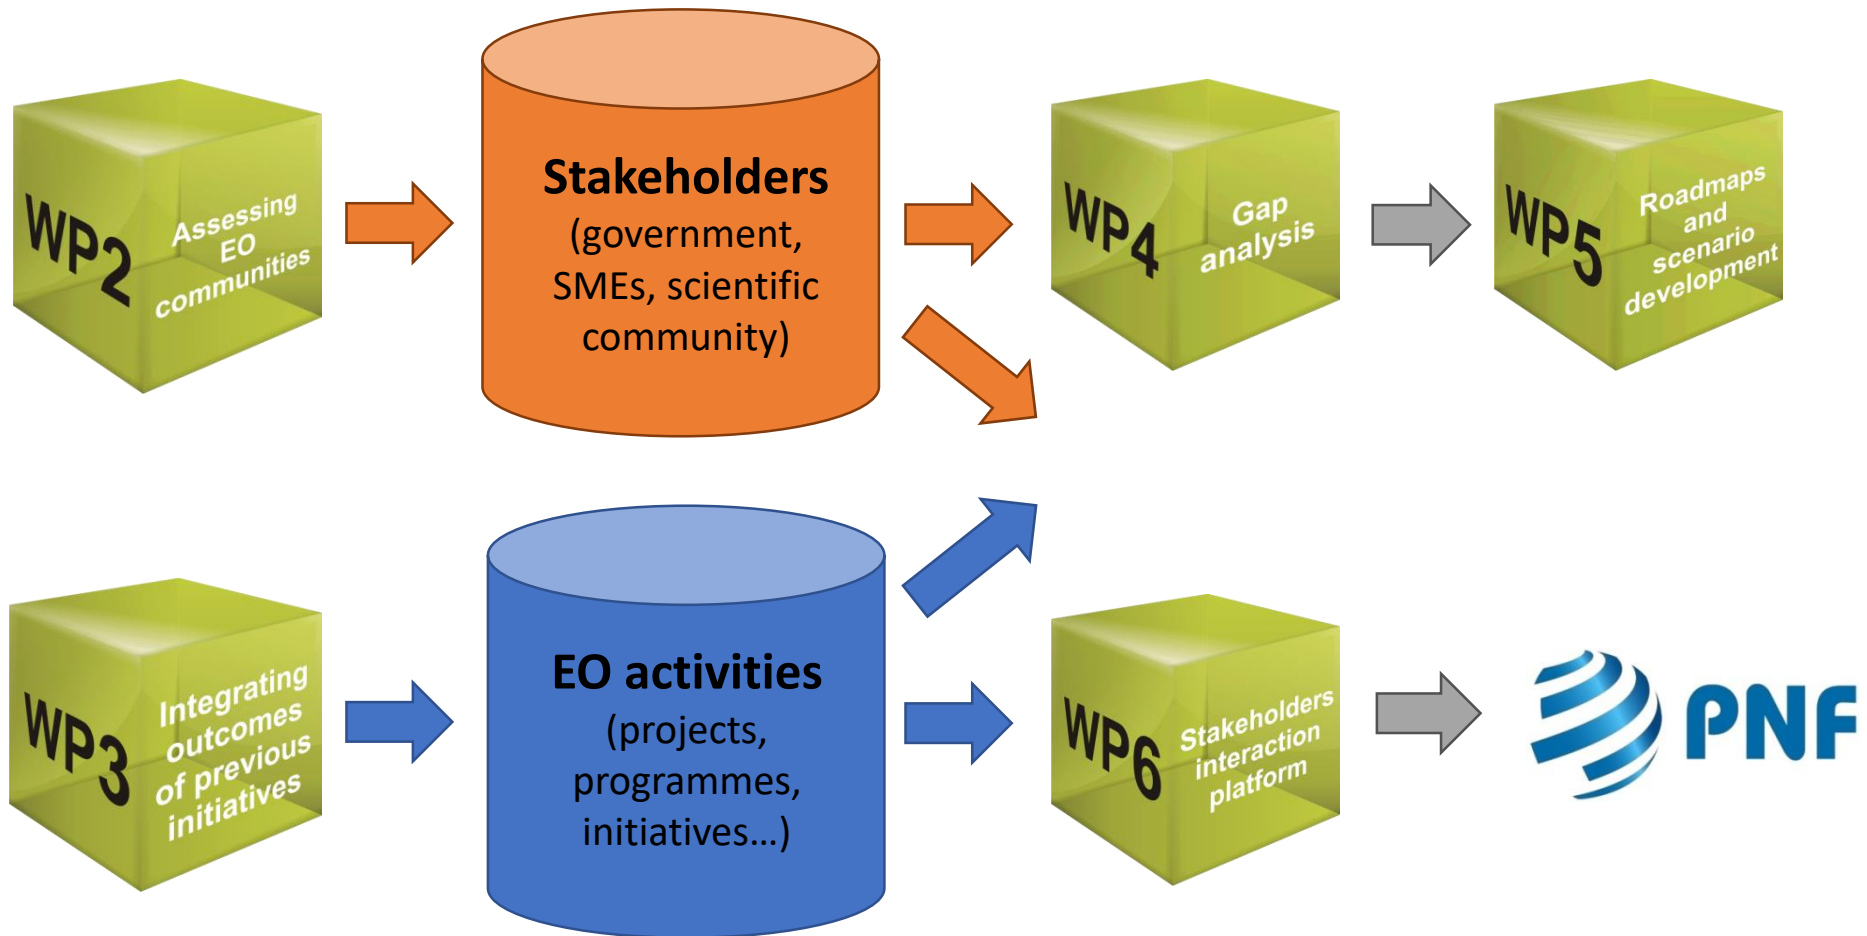 WP2
Assessing
EO
communities
Stakeholders
(government,
SMEs, scientific
community)
WP4
Gap
analysis
WP5
Roadmaps
and
scenario
development
WP3
Integrating
outcomes
of previous
initiatives
EO activities
(projects,
programmes,
initiatives…)
WP6
Stakeholders
interaction
platform
PNF